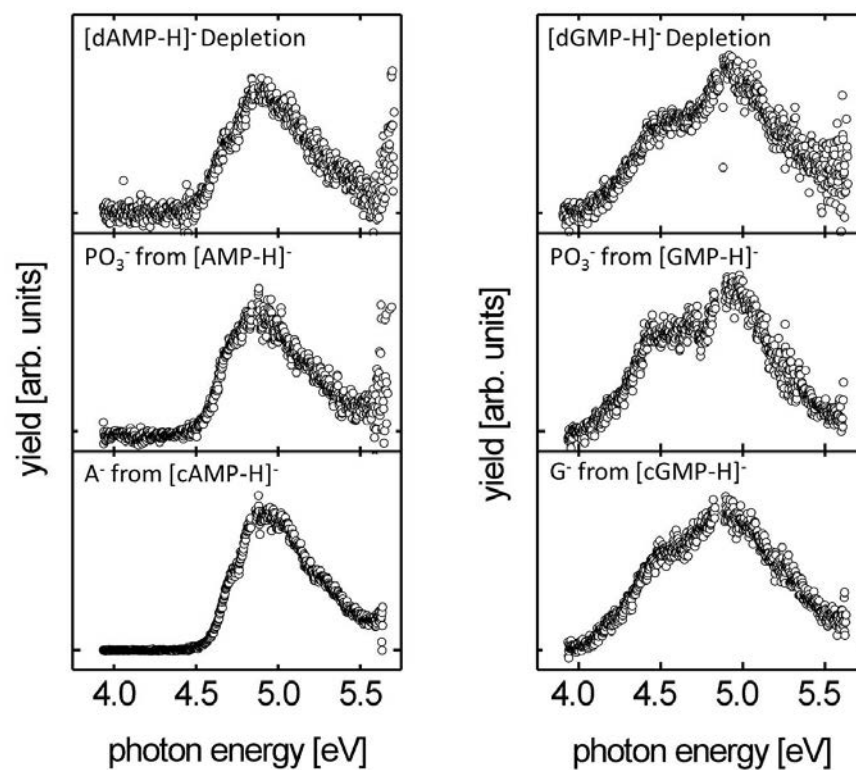 [dAMP-H]⁻ Depletion
PO₃⁻ from [AMP-H]⁻
A⁻ from [cAMP-H]⁻
yield [arb. units]
4.0 4.5 5.0 5.5
photon energy [eV]
[dGMP-H]⁻ Depletion
PO₃⁻ from [GMP-H]⁻
G⁻ from [cGMP-H]⁻
yield [arb. units]
4.0 4.5 5.0 5.5
photon energy [eV]